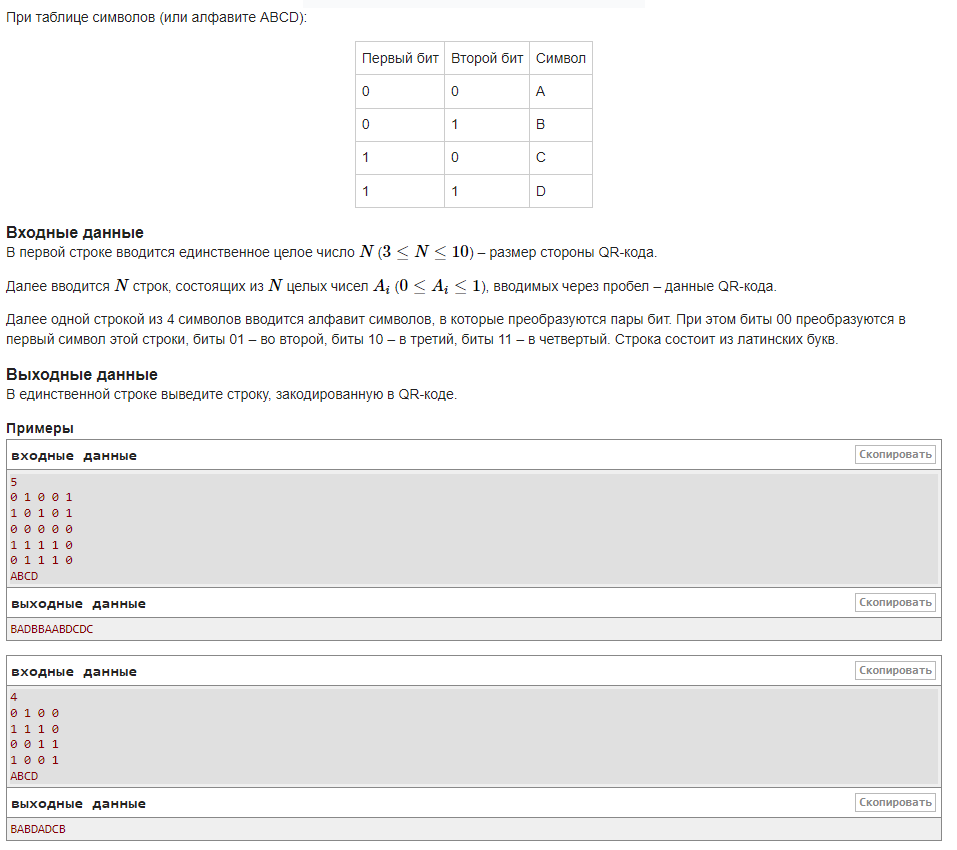 При таблице символов (или алфавите ABCD):
Первый бит Второй бит Символ
0 0 A
0 1 B
1 0 C
1 1 D
Входные данные
В первой строке вводится единственное целое число N (3 ≤ N ≤ 10) – размер стороны QR-кода.
Далее вводится N строк, состоящих из N целых чисел A_i (0 ≤ A_i ≤ 1), вводимых через пробел – данные QR-кода.
Далее одной строкой из 4 символов вводится алфавит символов, в которые преобразуются пары бит. При этом биты 00 преобразуются в
первый символ этой строки, биты 01 – во второй, биты 10 – в третий, биты 11 – в четвертый. Строка состоит из латинских букв.
Выходные данные
В единственной строке выведите строку, закодированную в QR-коде.
Примеры
входные данные Скопировать
5
0 1 0 0 1
1 0 1 0 1
0 0 0 0 0
1 1 1 1 0
0 1 1 1 0
ABCD
выходные данные Скопировать
BADBBAABDCDC
входные данные Скопировать
4
0 1 0 0
1 1 1 0
0 0 1 1
1 0 0 1
ABCD
выходные данные Скопировать
BABDADCB